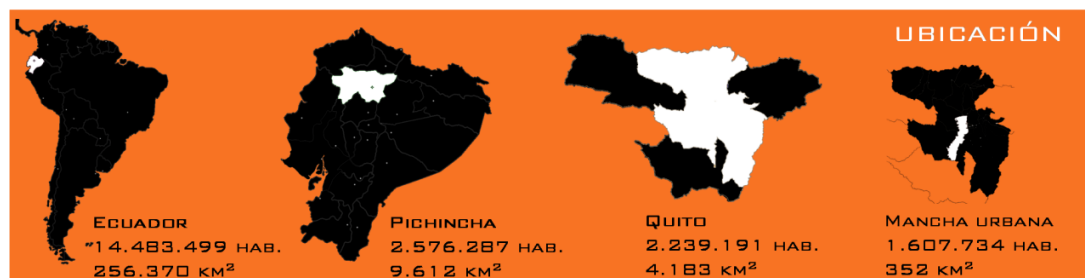 UBICACIÓN
ECUADOR
"14.483.499 HAB.
256.370 KM²
PICHINCHA
2.576.287 HAB.
9.612 KM²
QUITO
2.239.191 HAB.
4.183 KM²
MANCHA URBANA
1.607.734 HAB.
352 KM²